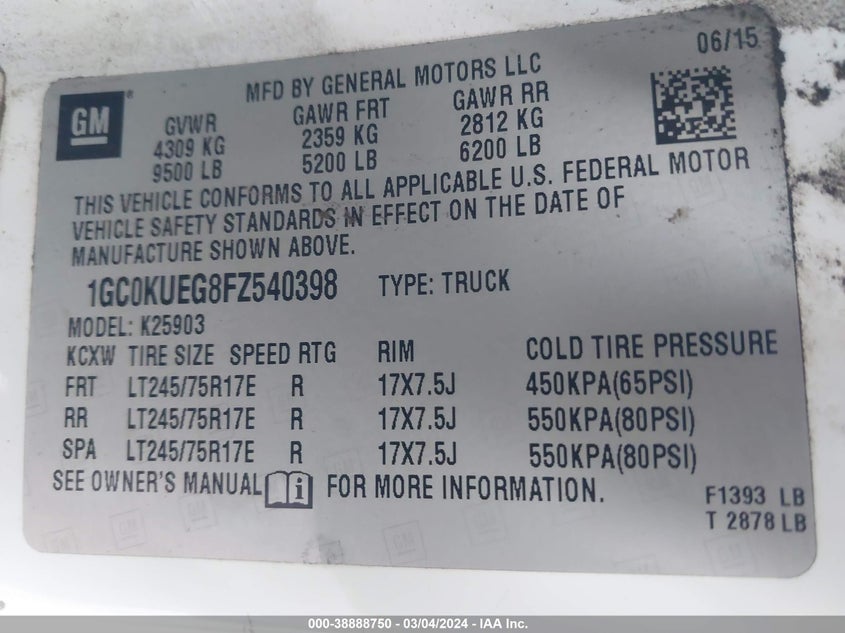 06/15
MFD BY GENERAL MOTORS LLC
GM
GVWR GAWR FRT GAWR RR
4309 KG 2359 KG 2812 KG
9500 LB 5200 LB 6200 LB
THIS VEHICLE CONFORMS TO ALL APPLICABLE U.S. FEDERAL MOTOR
VEHICLE SAFETY STANDARDS IN EFFECT ON THE DATE OF
MANUFACTURE SHOWN ABOVE.
1GC0KUEG8FZ540398 TYPE: TRUCK
MODEL: K25903
KCXW TIRE SIZE SPEED RTG RIM COLD TIRE PRESSURE
FRT LT245/75R17E R 17X7.5J 450KPA(65PSI)
RR LT245/75R17E R 17X7.5J 550KPA(80PSI)
SPA LT245/75R17E R 17X7.5J 550KPA(80PSI)
SEE OWNER'S MANUAL i FOR MORE INFORMATION.
F1393 LB
T 2878 LB
000-38888750 — 03/04/2024 — IAA Inc.